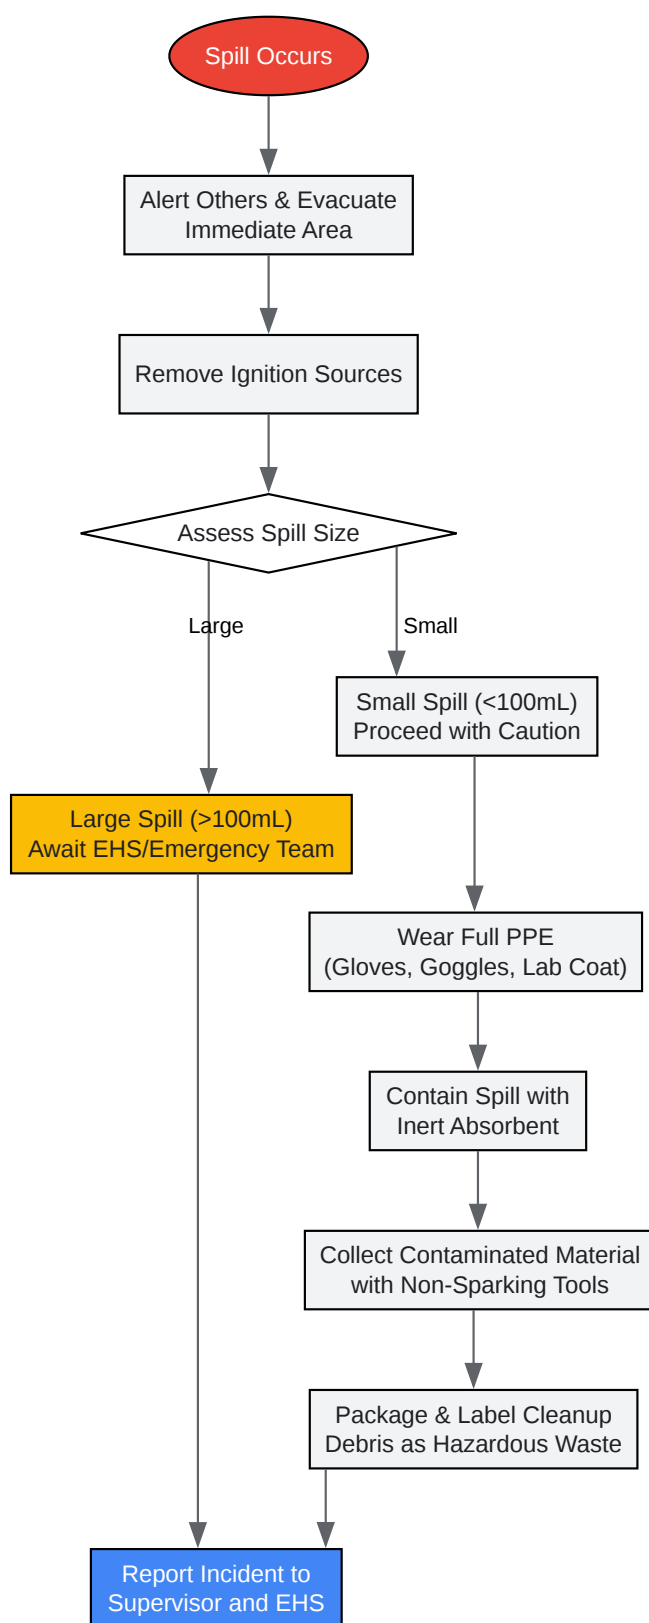 Spill Occurs
Alert Others & Evacuate
Immediate Area
Remove Ignition Sources
Assess Spill Size
Large
Small
Small Spill (<100mL)
Proceed with Caution
Large Spill (>100mL)
Await EHS/Emergency Team
Wear Full PPE
(Gloves, Goggles, Lab Coat)
Contain Spill with
Inert Absorbent
Collect Contaminated Material
with Non-Sparking Tools
Package & Label Cleanup
Debris as Hazardous Waste
Report Incident to
Supervisor and EHS